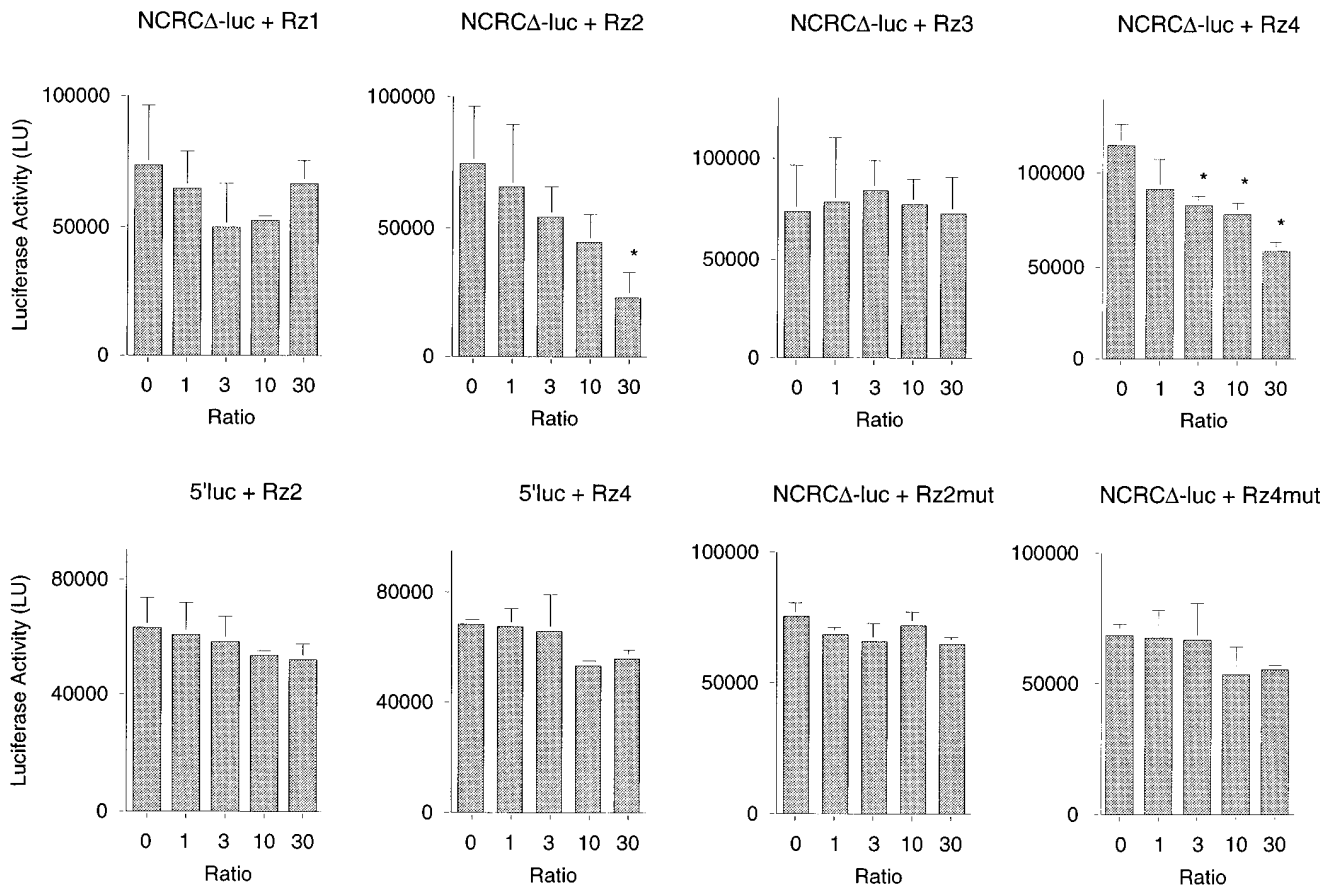 NCRCΔ-luc + Rz1
NCRCΔ-luc + Rz2
NCRCΔ-luc + Rz3
NCRCΔ-luc + Rz4
Luciferase Activity (LU)
100000
50000
0
0 1 3 10 30
Ratio
100000
50000
0
*
0 1 3 10 30
Ratio
100000
50000
0
0 1 3 10 30
Ratio
100000
50000
0
* * *
0 1 3 10 30
Ratio
5'luc + Rz2
5'luc + Rz4
NCRCΔ-luc + Rz2mut
NCRCΔ-luc + Rz4mut
Luciferase Activity (LU)
80000
40000
0
0 1 3 10 30
Ratio
80000
40000
0
0 1 3 10 30
Ratio
100000
50000
0
0 1 3 10 30
Ratio
100000
50000
0
0 1 3 10 30
Ratio